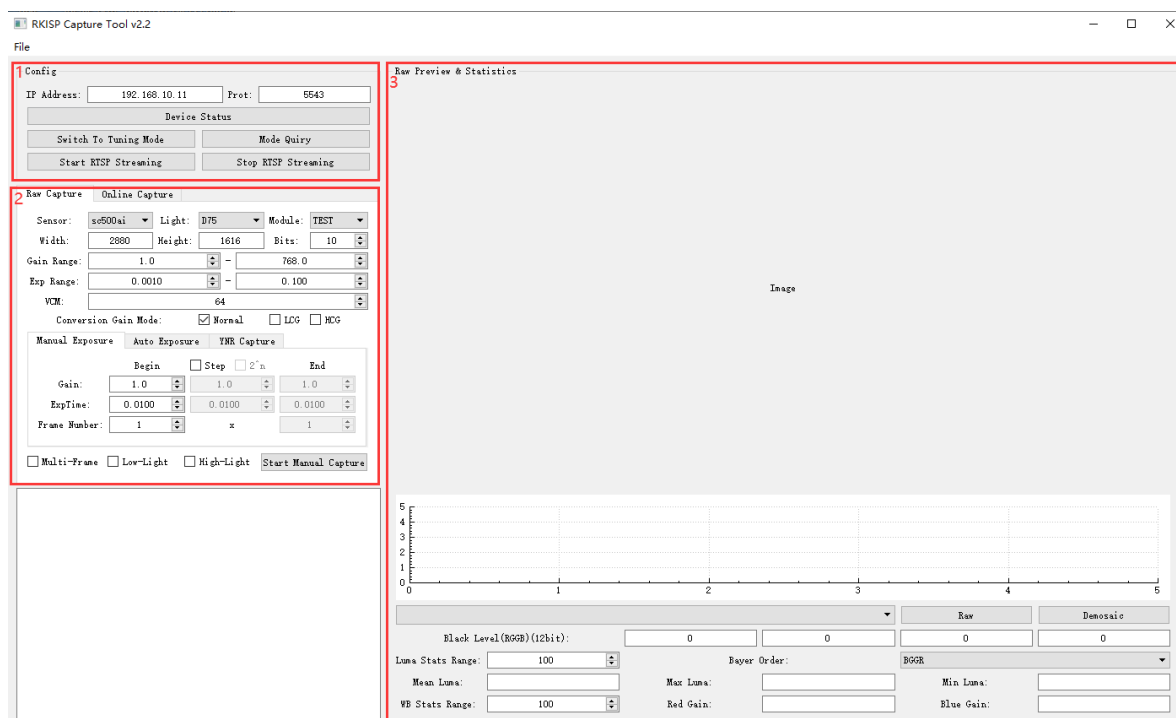 RKISP Capture Tool v2.2
File
1 Config
IP Address: 192.168.10.11 Prot: 5543
Device Status
Switch To Tuning Mode Mode Quiry
Start RTSP Streaming Stop RTSP Streaming
2 Raw Capture Online Capture
Sensor: sc500ai Light: D75 Module: TEST
Width: 2880 Height: 1616 Bits: 10
Gain Range: 1.0 - 768.0
Exp Range: 0.0010 - 0.100
VCM: 64
Conversion Gain Mode: Normal LCG HCG
Manual Exposure Auto Exposure YNR Capture
Begin Step 2^n End
Gain: 1.0 1.0 1.0
ExpTime: 0.0100 0.0100 0.0100
Frame Number: 1 x 1
Multi-Frame Low-Light High-Light Start Manual Capture
Raw Preview & Statistics
3
Image
5
4
3
2
1
0
0 1 2 3 4 5
Raw Demosaic
Black Level(RGGB)(12bit): 0 0 0 0
Luma Stats Range: 100 Bayer Order: BGGR
Mean Luma: Max Luma: Min Luma:
WB Stats Range: 100 Red Gain: Blue Gain: